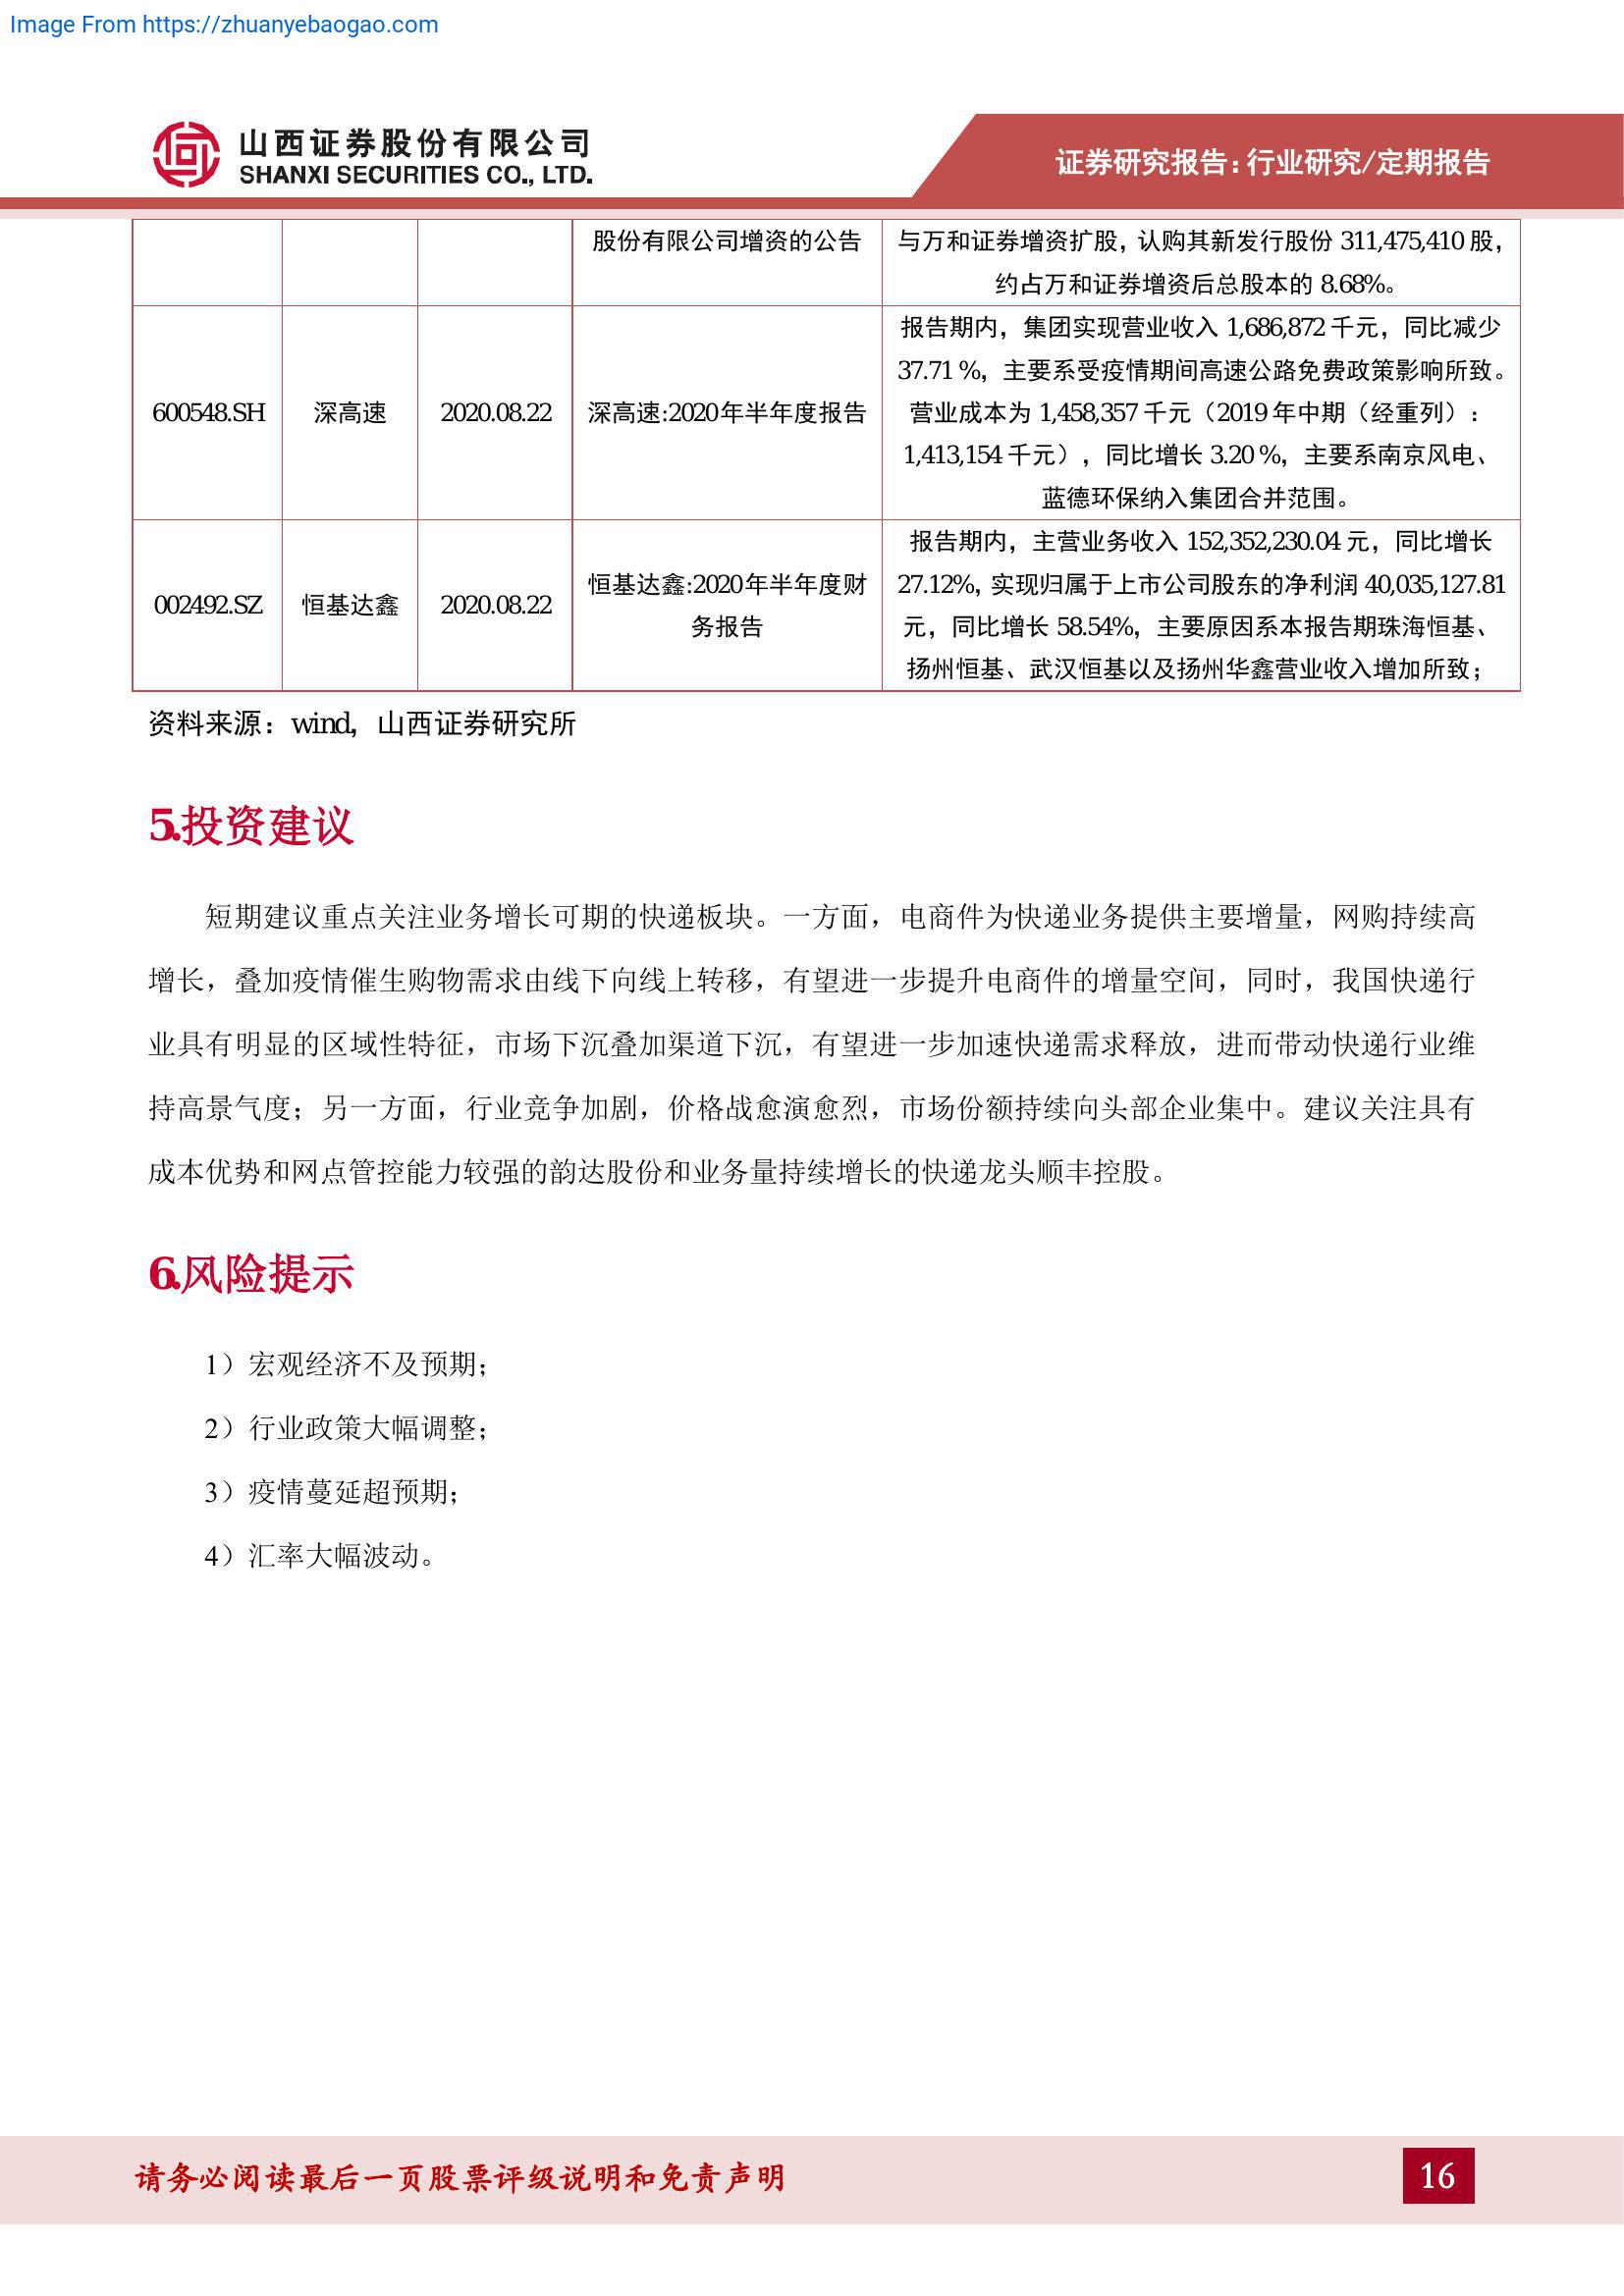 Image From https://zhuanyebaogao.com
山西证券股份有限公司
SHANXI SECURITIES CO., LTD.
证券研究报告：行业研究/定期报告
股份有限公司增资的公告
与万和证券增资扩股，认购其新发行股份 311,475,410 股，
约占万和证券增资后总股本的 8.68%。
600548.SH
深高速
2020.08.22
深高速:2020年半年度报告
报告期内，集团实现营业收入 1,686,872 千元，同比减少
37.71 %，主要系受疫情期间高速公路免费政策影响所致。
营业成本为 1,458,357 千元（2019 年中期（经重列）：
1,413,154 千元），同比增长 3.20 %，主要系南京风电、
蓝德环保纳入集团合并范围。
002492.SZ
恒基达鑫
2020.08.22
恒基达鑫:2020年半年度财
务报告
报告期内，主营业务收入 152,352,230.04 元，同比增长
27.12%，实现归属于上市公司股东的净利润 40,035,127.81
元，同比增长 58.54%，主要原因系本报告期珠海恒基、
扬州恒基、武汉恒基以及扬州华鑫营业收入增加所致；
资料来源：wind，山西证券研究所
5.投资建议
短期建议重点关注业务增长可期的快递板块。一方面，电商件为快递业务提供主要增量，网购持续高
增长，叠加疫情催生购物需求由线下向线上转移，有望进一步提升电商件的增量空间，同时，我国快递行
业具有明显的区域性特征，市场下沉叠加渠道下沉，有望进一步加速快递需求释放，进而带动快递行业维
持高景气度；另一方面，行业竞争加剧，价格战愈演愈烈，市场份额持续向头部企业集中。建议关注具有
成本优势和网点管控能力较强的韵达股份和业务量持续增长的快递龙头顺丰控股。
6.风险提示
1）宏观经济不及预期；
2）行业政策大幅调整；
3）疫情蔓延超预期；
4）汇率大幅波动。
请务必阅读最后一页股票评级说明和免责声明
16